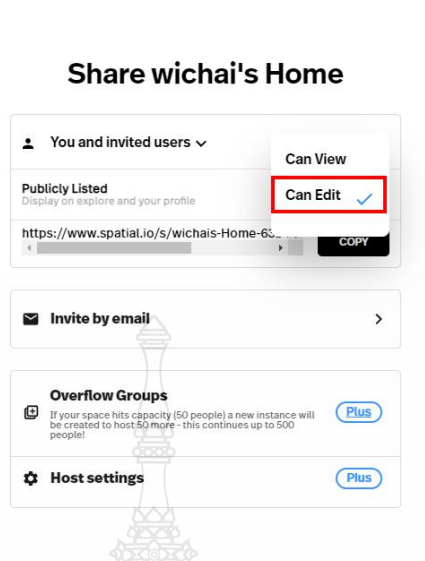 Share wichai's Home
You and invited users
Can View
Publicly Listed
Can Edit
Display on explore and your profile
https://www.spatial.io/s/wichais-Home-63
COPY
Invite by email
Overflow Groups
If your space hits capacity (50 people) a new instance will
be created to host 50 more - this continues up to 500
people!
Plus
Host settings
Plus